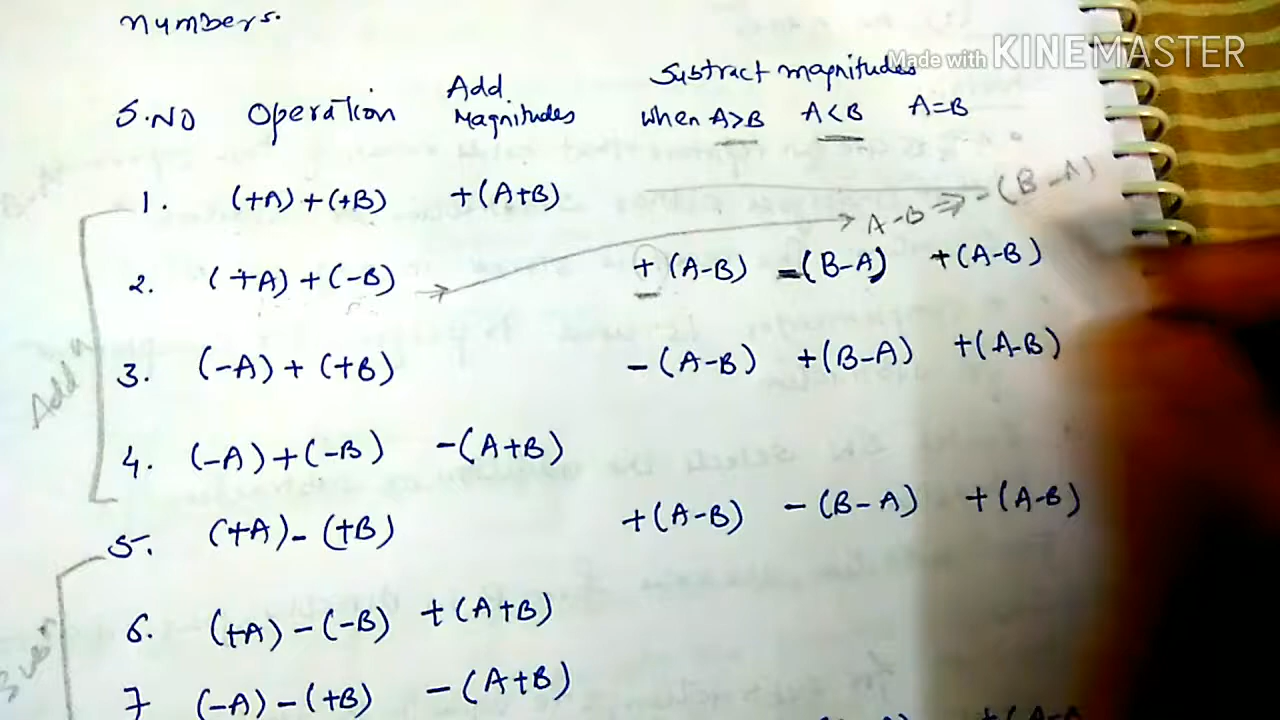 numbers.
Made with KINEMASTER
S.NO Operation Add Magnitudes Subtract magnitudes
when A>B A<B A=B
1. (+A)+(+B) +(A+B)
A-B ⇒ -(B-A)
2. (+A)+(-B) +(A-B) -(B-A) +(A-B)
3. (-A)+(+B) -(A-B) +(B-A) +(A-B)
4. (-A)+(-B) -(A+B)
5. (+A)-(+B) +(A-B) -(B-A) +(A-B)
6. (+A)-(-B) +(A+B)
7 (-A)-(+B) -(A+B)